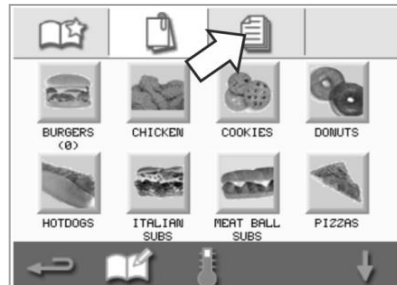 BURGERS CHICKEN COOKIES DONUTS
(0)
HOTDOGS ITALIAN MEAT BALL PIZZAS
SUBS SUBS